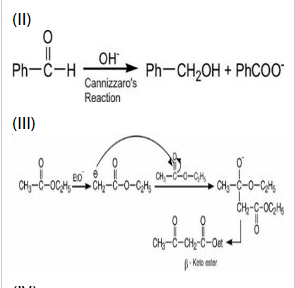 (II)
O
Ph—C—H
OH⁻
Cannizzaro's
Reaction
Ph—CH₂OH + PhCOO⁻
(III)
O
CH₃—C—O—C₂H₅
EtO⁻
⊖ O
CH₂—C—O—C₂H₅
O
CH₃—C—O—C₂H₅
O⁻
CH₃—C—O—C₂H₅
CH₂—C—OC₂H₅
O
O O
CH₃—C—CH₂—C—Oet
β - Keto ester